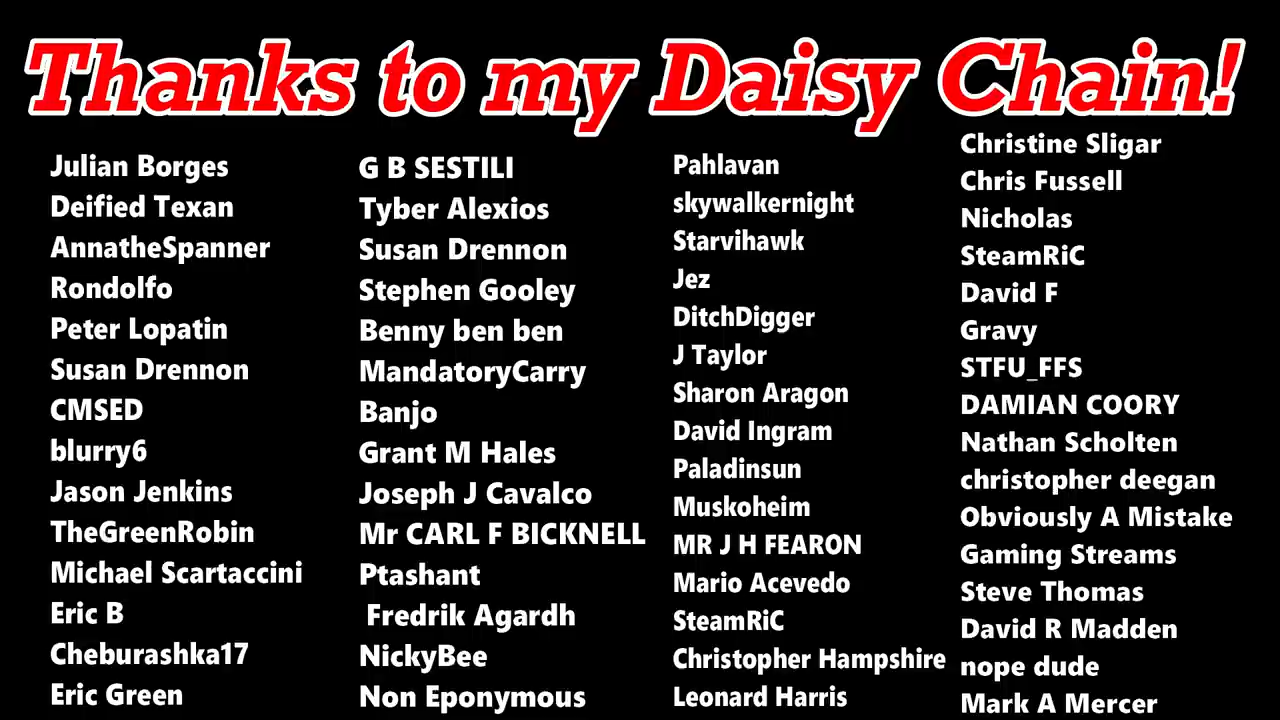 Thanks to my Daisy Chain!
Julian Borges
Deified Texan
AnnatheSpanner
Rondolfo
Peter Lopatin
Susan Drennon
CMSED
blurry6
Jason Jenkins
TheGreenRobin
Michael Scartaccini
Eric B
Cheburashka17
Eric Green
G B SESTILI
Tyber Alexios
Susan Drennon
Stephen Gooley
Benny ben ben
MandatoryCarry
Banjo
Grant M Hales
Joseph J Cavalco
Mr CARL F BICKNELL
Ptashant
Fredrik Agardh
NickyBee
Non Eponymous
Pahlavan
skywalkernight
Starvihawk
Jez
DitchDigger
J Taylor
Sharon Aragon
David Ingram
Paladinsun
Muskoheim
MR J H FEARON
Mario Acevedo
SteamRiC
Christopher Hampshire
Leonard Harris
Christine Sligar
Chris Fussell
Nicholas
SteamRiC
David F
Gravy
STFU_FFS
DAMIAN COORY
Nathan Scholten
christopher deegan
Obviously A Mistake
Gaming Streams
Steve Thomas
David R Madden
nope dude
Mark A Mercer